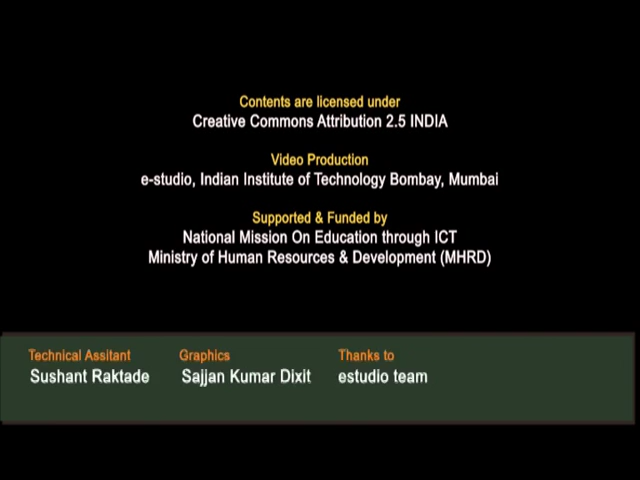 Contents are licensed under
Creative Commons Attribution 2.5 INDIA
Video Production
e-studio, Indian Institute of Technology Bombay, Mumbai
Supported & Funded by
National Mission On Education through ICT
Ministry of Human Resources & Development (MHRD)
Technical Assitant
Sushant Raktade
Graphics
Sajjan Kumar Dixit
Thanks to
estudio team